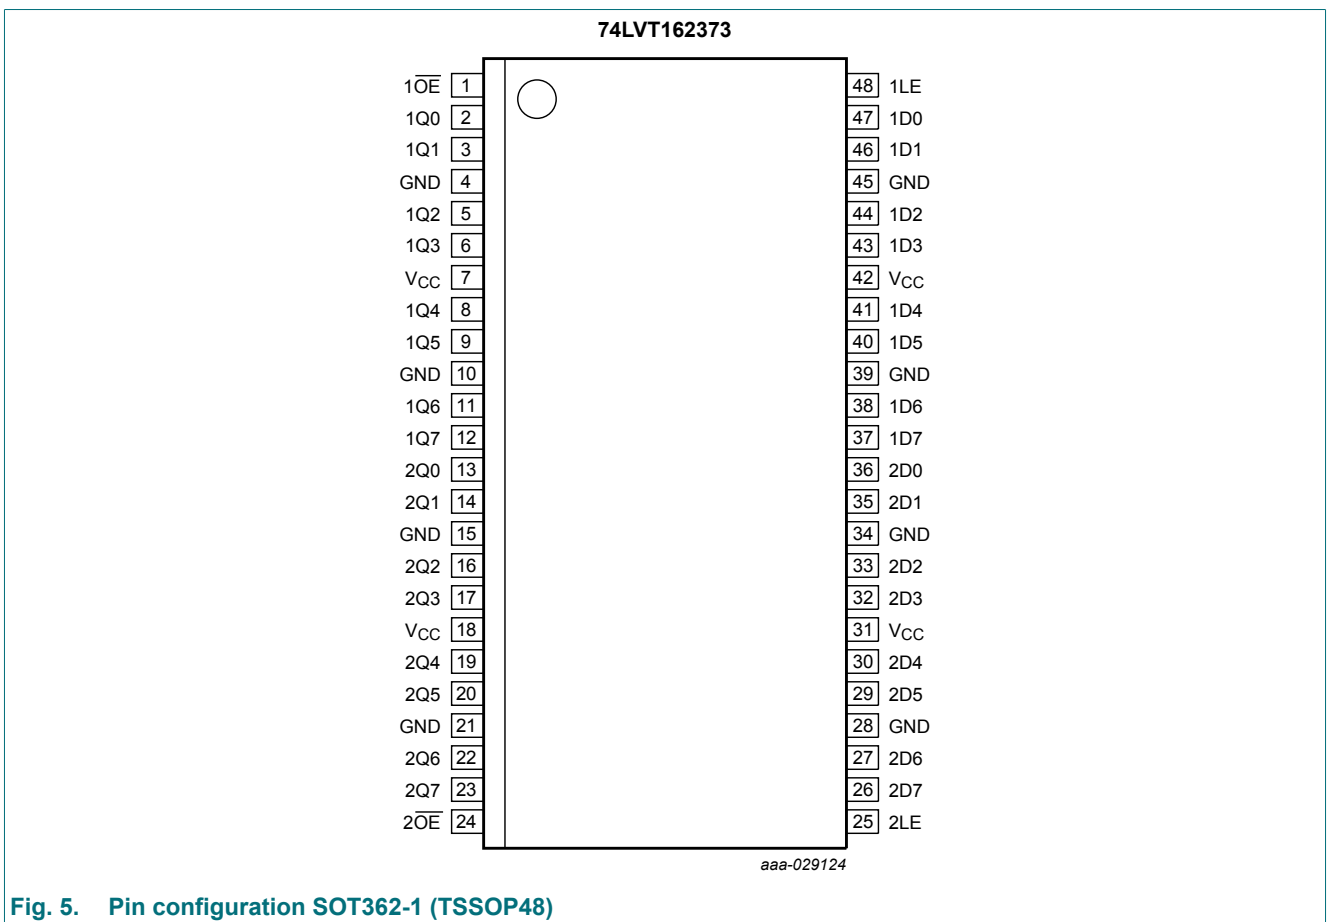 74LVT162373
1O̅E̅ 1 48 1LE
1Q0 2 47 1D0
1Q1 3 46 1D1
GND 4 45 GND
1Q2 5 44 1D2
1Q3 6 43 1D3
VCC 7 42 VCC
1Q4 8 41 1D4
1Q5 9 40 1D5
GND 10 39 GND
1Q6 11 38 1D6
1Q7 12 37 1D7
2Q0 13 36 2D0
2Q1 14 35 2D1
GND 15 34 GND
2Q2 16 33 2D2
2Q3 17 32 2D3
VCC 18 31 VCC
2Q4 19 30 2D4
2Q5 20 29 2D5
GND 21 28 GND
2Q6 22 27 2D6
2Q7 23 26 2D7
2O̅E̅ 24 25 2LE
aaa-029124
Fig. 5. Pin configuration SOT362-1 (TSSOP48)